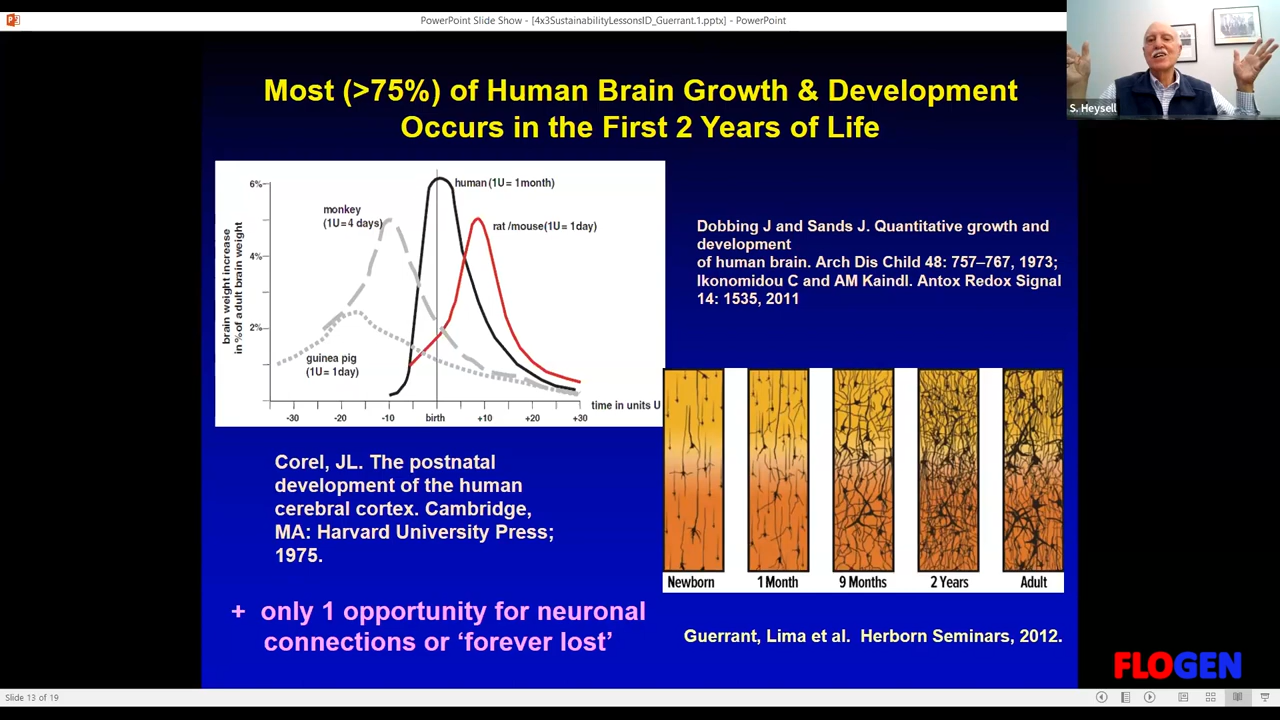 PowerPoint Slide Show - [4x3SustainabilityLessonsID_Guerrant.1.pptx] - PowerPoint
S. Heysell
Most (>75%) of Human Brain Growth & Development
Occurs in the First 2 Years of Life
brain weight increase
in % of adult brain weight
6%
4%
2%
monkey
(1U= 4 days)
human (1U= 1month)
rat /mouse(1U= 1day)
guinea pig
(1U= 1day)
time in units U
-30
-20
-10
birth
+10
+20
+30
Dobbing J and Sands J. Quantitative growth and
development
of human brain. Arch Dis Child 48: 757–767, 1973;
Ikonomidou C and AM Kaindl. Antox Redox Signal
14: 1535, 2011
Corel, JL. The postnatal
development of the human
cerebral cortex. Cambridge,
MA: Harvard University Press;
1975.
Newborn
1 Month
9 Months
2 Years
Adult
+ only 1 opportunity for neuronal
connections or ‘forever lost’
Guerrant, Lima et al. Herborn Seminars, 2012.
FLOGEN
Slide 13 of 19